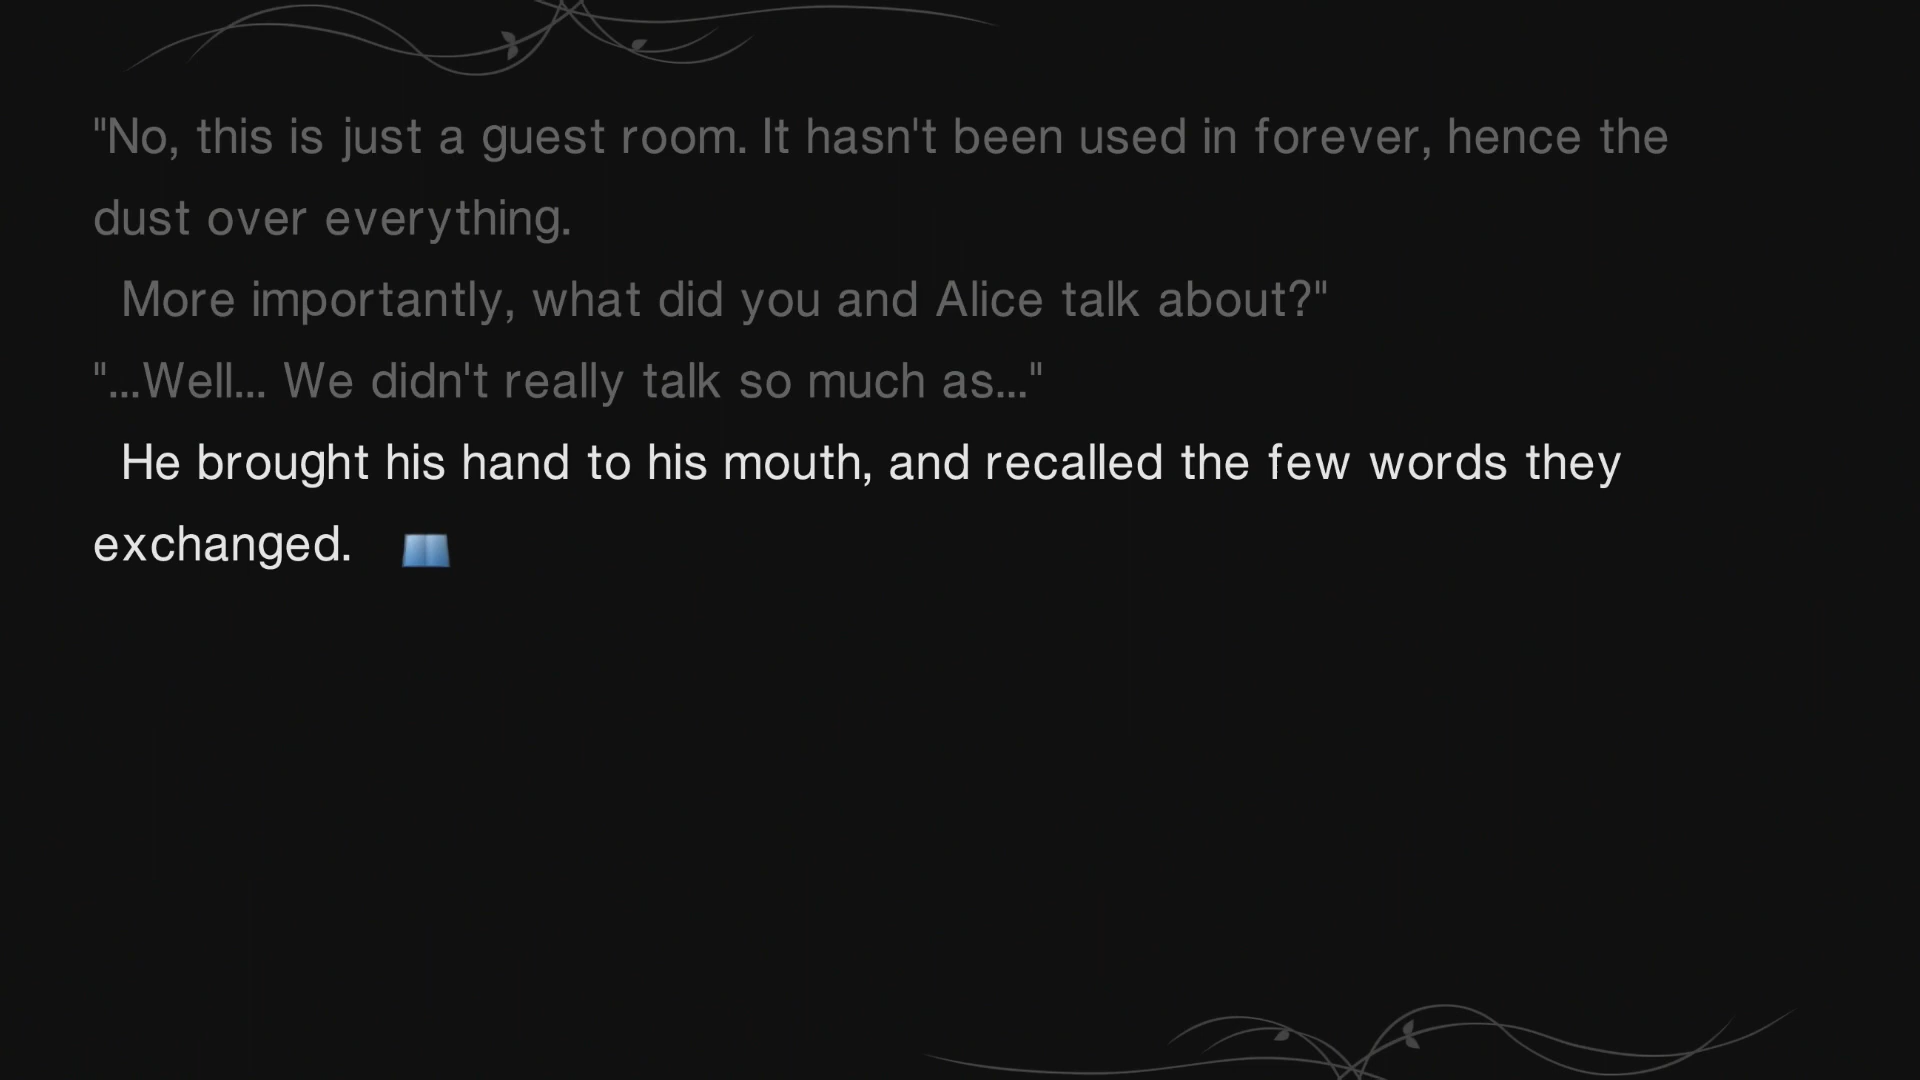 "No, this is just a guest room. It hasn't been used in forever, hence the
dust over everything.
More importantly, what did you and Alice talk about?"
"...Well... We didn't really talk so much as..."
He brought his hand to his mouth, and recalled the few words they
exchanged.